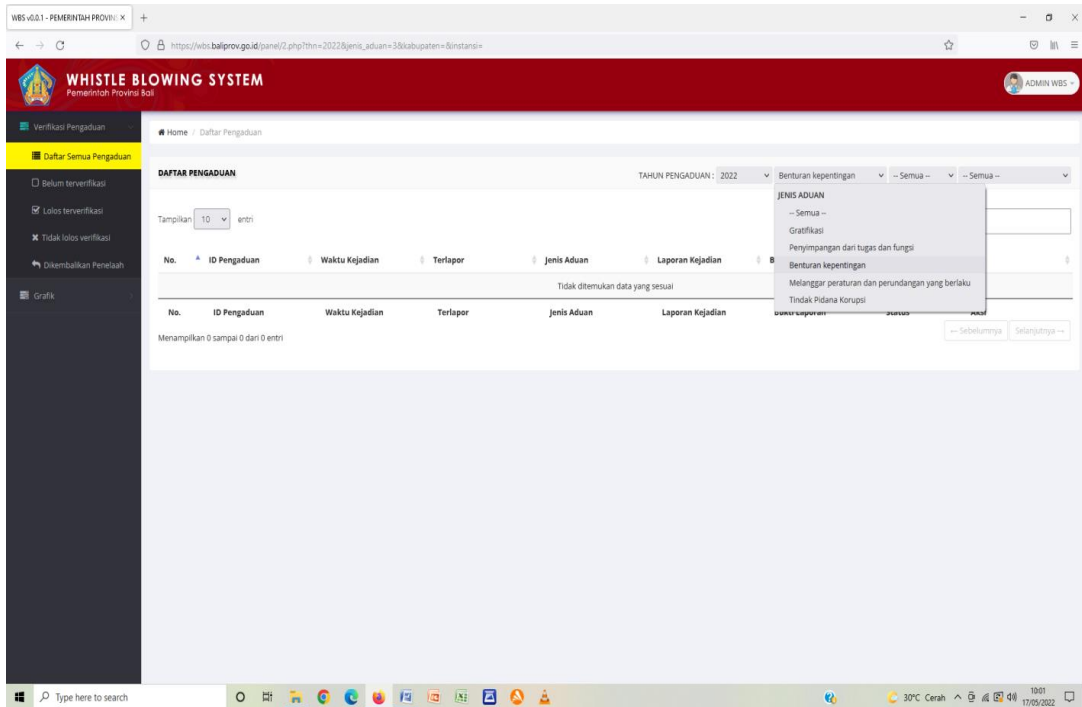 WBS v0.0.1 - PEMERINTAH PROVIN
https://wbs.baliprov.go.id/panel/2.php?thn=2022&jenis_aduan=3&kabupaten=&instansi=
WHISTLE BLOWING SYSTEM
Pemerintah Provinsi Bali
ADMIN WBS
Verifikasi Pengaduan
Daftar Semua Pengaduan
Belum terverifikasi
Lolos terverifikasi
Tidak lolos verifikasi
Dikembalikan Penelaah
Grafik
Home / Daftar Pengaduan
DAFTAR PENGADUAN
TAHUN PENGADUAN : 2022 Benturan kepentingan -- Semua -- -- Semua --
JENIS ADUAN
-- Semua --
Gratifikasi
Penyimpangan dari tugas dan fungsi
Benturan kepentingan
Melanggar peraturan dan perundangan yang berlaku
Tindak Pidana Korupsi
Tampilkan 10 entri
No. ID Pengaduan Waktu Kejadian Terlapor Jenis Aduan Laporan Kejadian B
Tidak ditemukan data yang sesuai
No. ID Pengaduan Waktu Kejadian Terlapor Jenis Aduan Laporan Kejadian Bukti Laporan Status Aksi
Menampilkan 0 sampai 0 dari 0 entri
← Sebelumnya Selanjutnya →
Type here to search
30°C Cerah
10:01
17/05/2022